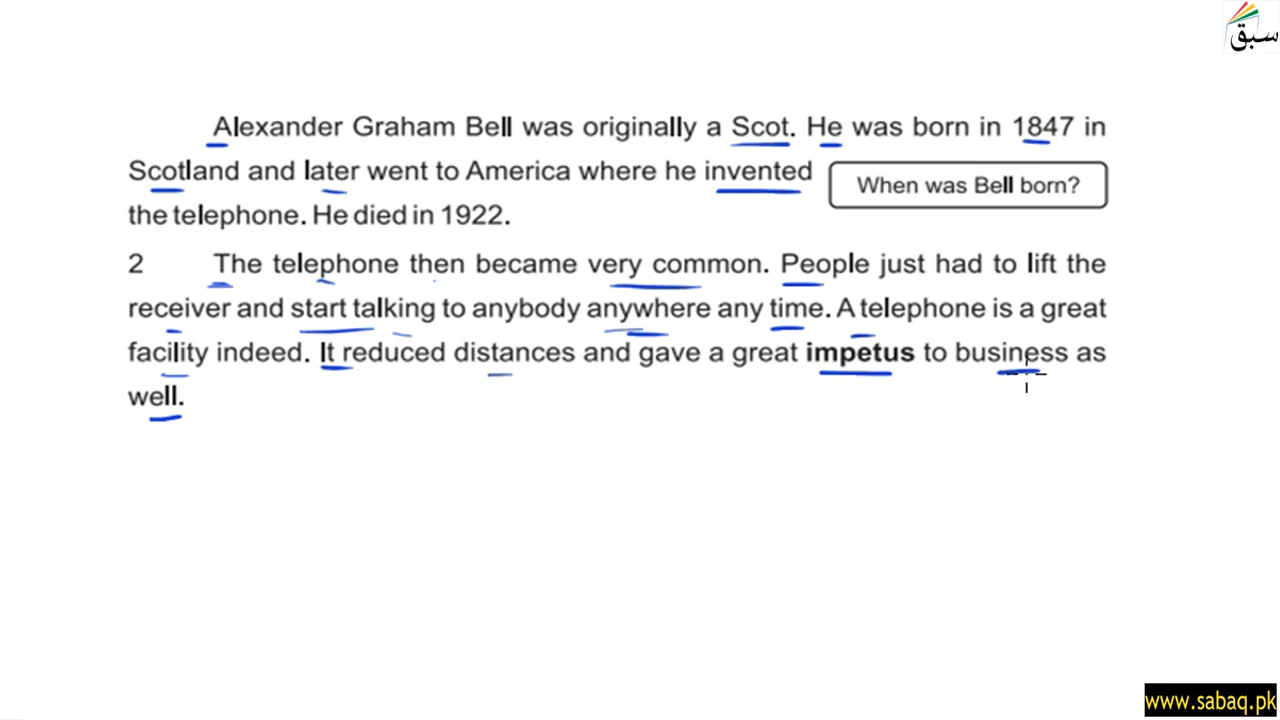 سبق
Alexander Graham Bell was originally a Scot. He was born in 1847 in
Scotland and later went to America where he invented
When was Bell born?
the telephone. He died in 1922.
2 The telephone then became very common. People just had to lift the
receiver and start talking to anybody anywhere any time. A telephone is a great
facility indeed. It reduced distances and gave a great impetus to business as
well.
www.sabaq.pk